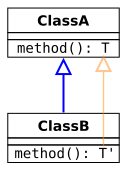 ClassA
method(): T
ClassB
method(): T'